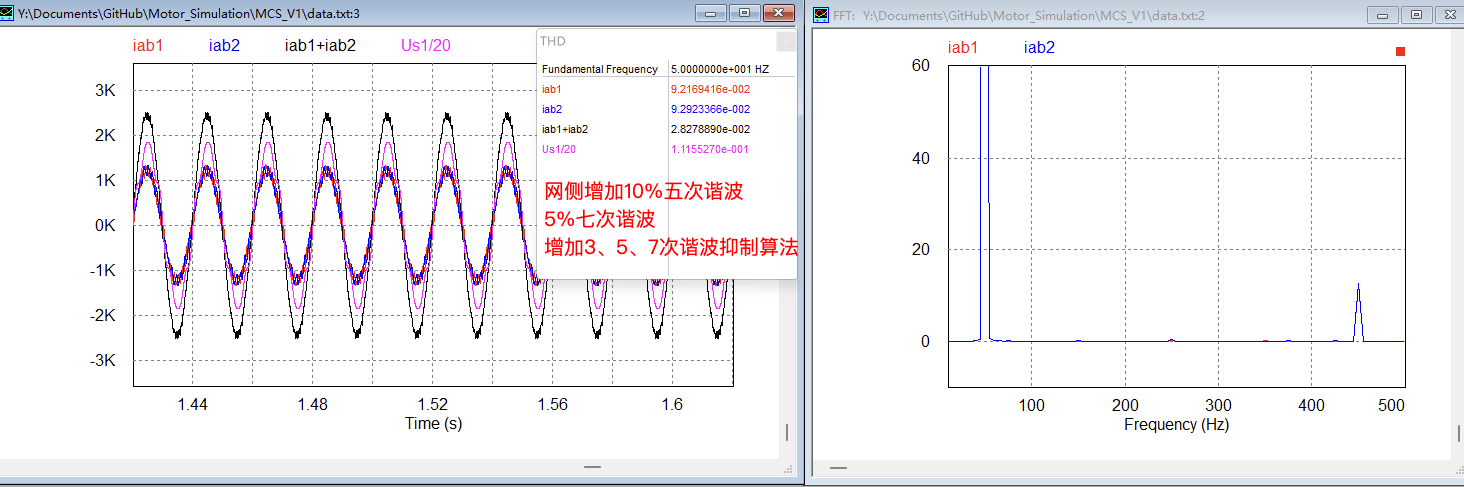 Y:\Documents\GitHub\Motor_Simulation\MCS_V1\data.txt:3
iab1 iab2 iab1+iab2 Us1/20
3K
2K
1K
0K
-1K
-2K
-3K
1.44 1.48 1.52 1.56 1.6
Time (s)
THD
Fundamental Frequency 5.0000000e+001 HZ
iab1 9.2169416e-002
iab2 9.2923366e-002
iab1+iab2 2.8278890e-002
Us1/20 1.1155270e-001
网侧增加10%五次谐波
5%七次谐波
增加3、5、7次谐波抑制算法
FFT: Y:\Documents\GitHub\Motor_Simulation\MCS_V1\data.txt:2
iab1 iab2
60
40
20
0
100 200 300 400 500
Frequency (Hz)